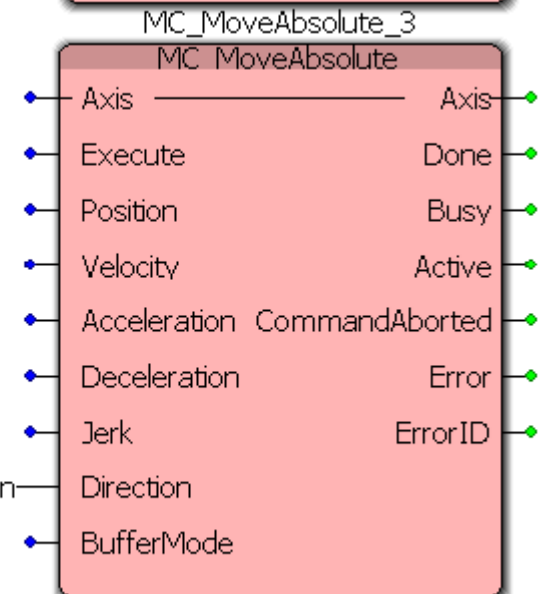 MC_MoveAbsolute_3
MC_MoveAbsolute
Axis Axis
Execute Done
Position Busy
Velocity Active
Acceleration CommandAborted
Deceleration Error
Jerk ErrorID
n Direction
BufferMode